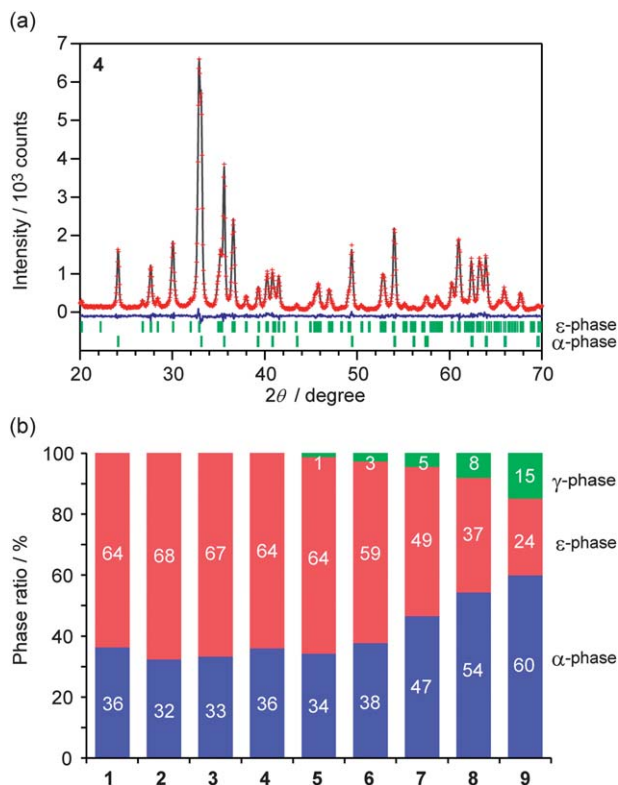 (a)
4
7
6
5
4
3
2
1
0
Intensity / 10³ counts
ε-phase
α-phase
20 30 40 50 60 70
2θ / degree
(b)
100
80
60
40
20
0
Phase ratio / %
1 3 5 8 15
64 68 67 64 64 59 49 37 24
36 32 33 36 34 38 47 54 60
γ-phase
ε-phase
α-phase
1 2 3 4 5 6 7 8 9